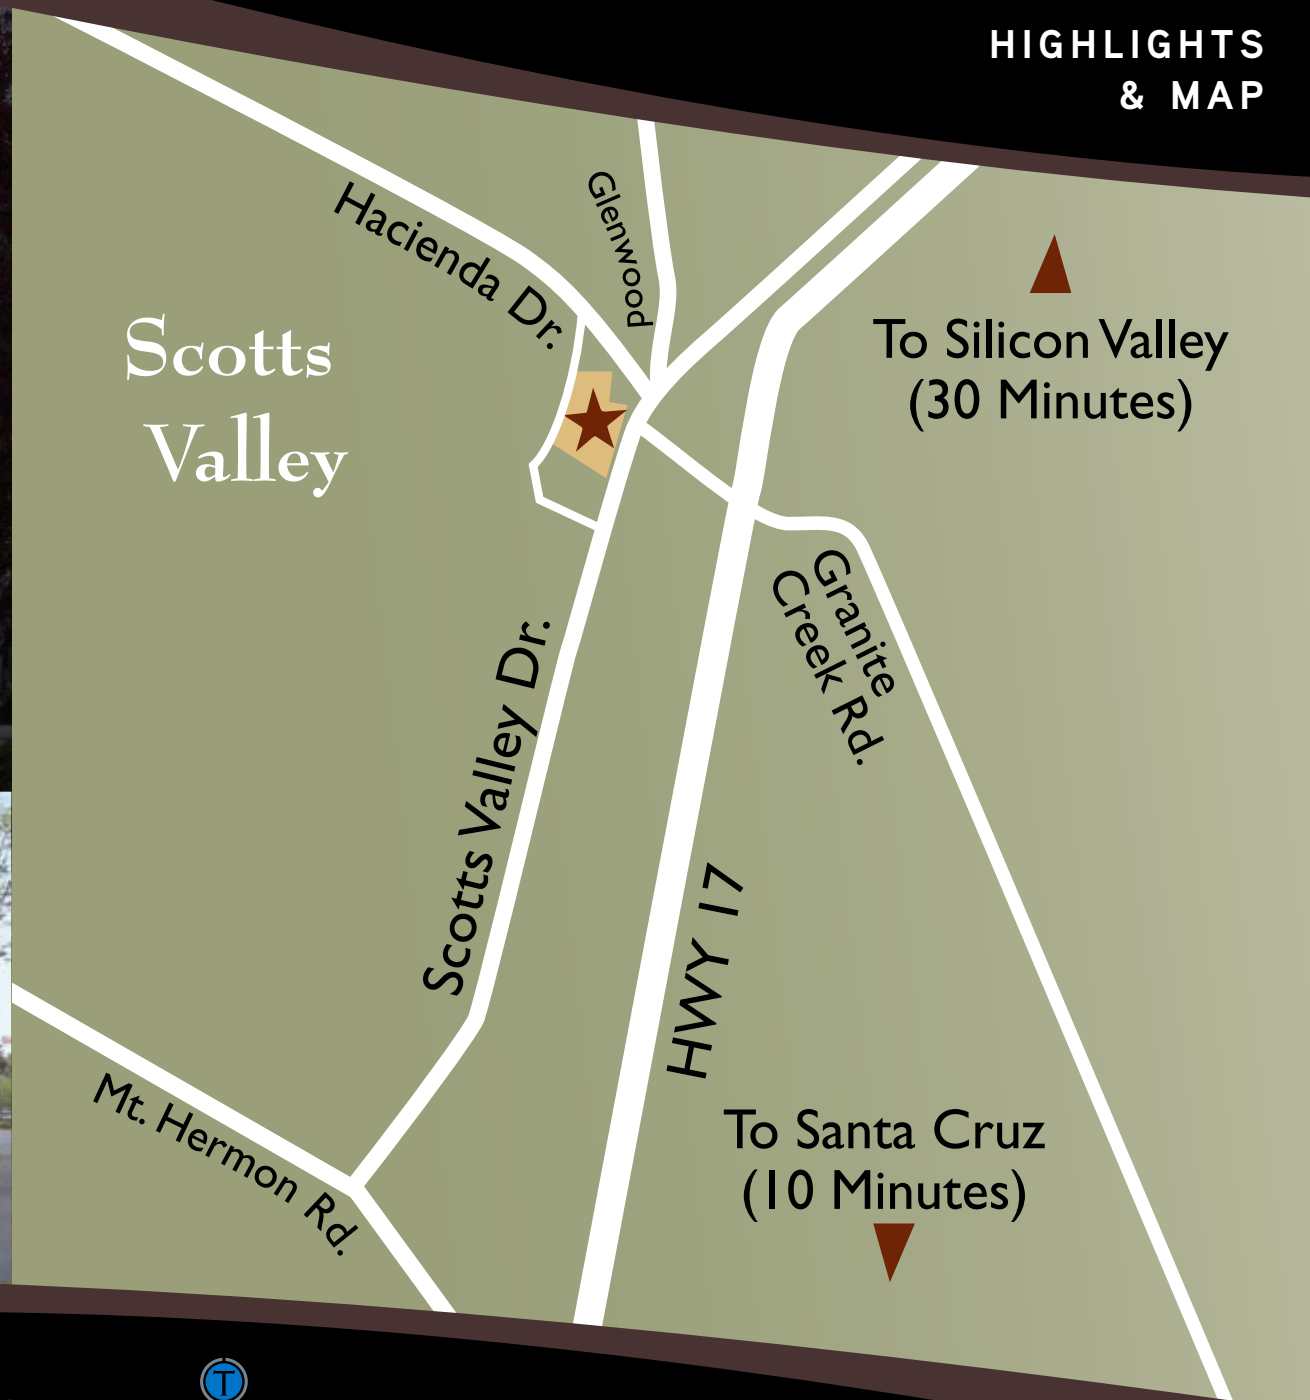 HIGHLIGHTS
& MAP
Hacienda Dr.
Glenwood
Scotts
Valley
To Silicon Valley
(30 Minutes)
Granite
Creek Rd.
Scotts Valley Dr.
HWY 17
Mt. Hermon Rd.
To Santa Cruz
(10 Minutes)
T